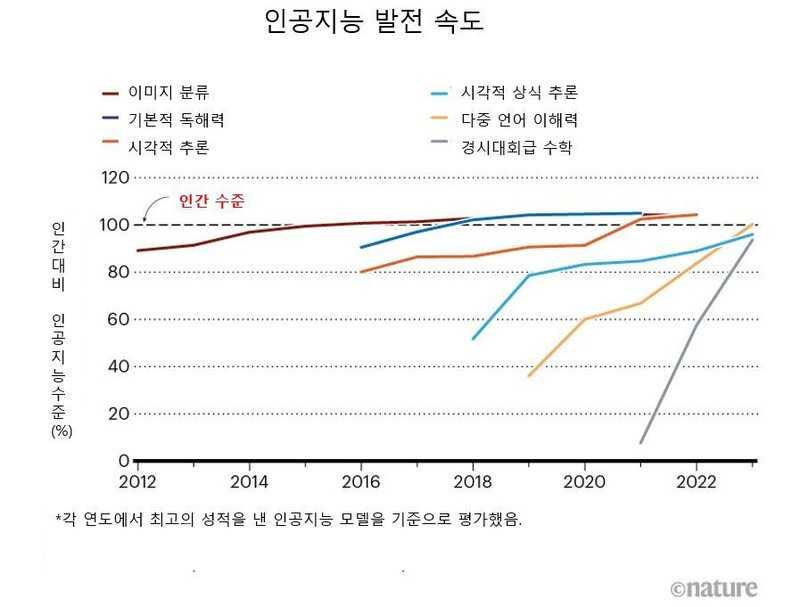 인공지능 발전 속도
이미지 분류
기본적 독해력
시각적 추론
시각적 상식 추론
다중 언어 이해력
경시대회급 수학
120
인간 수준
100
80
60
40
20
0
인간대비 인공지능수준 (%)
2012 2014 2016 2018 2020 2022
*각 연도에서 최고의 성적을 낸 인공지능 모델을 기준으로 평가했음.
©nature